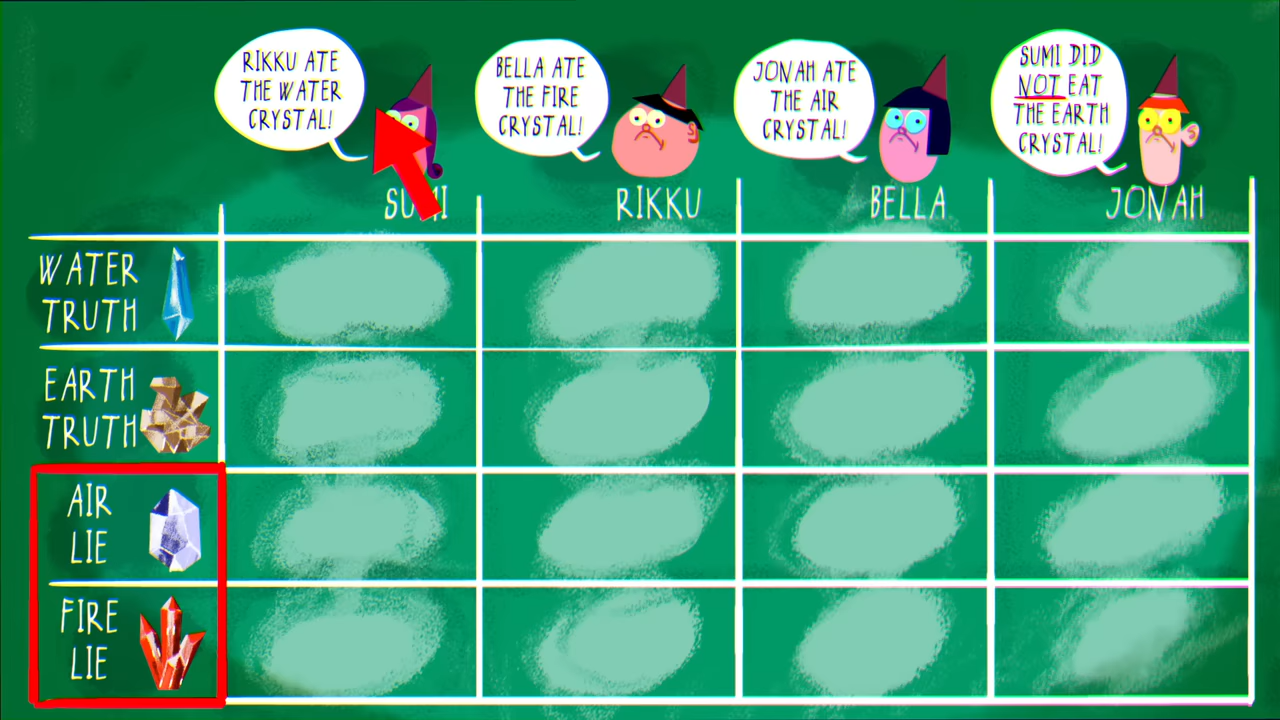 RIKKU ATE
THE WATER
CRYSTAL!
BELLA ATE
THE FIRE
CRYSTAL!
JONAH ATE
THE AIR
CRYSTAL!
SUMI DID
NOT EAT
THE EARTH
CRYSTAL!
SUMI
RIKKU
BELLA
JONAH
WATER
TRUTH
EARTH
TRUTH
AIR
LIE
FIRE
LIE